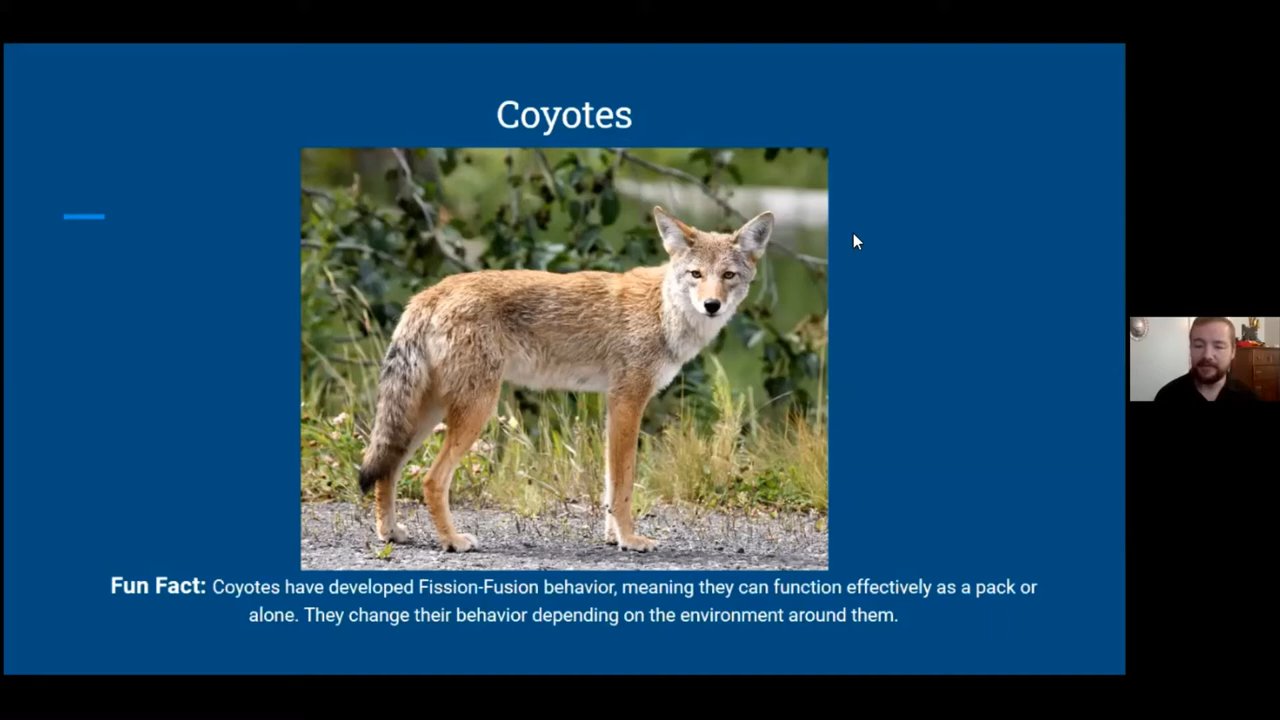 Coyotes
Fun Fact: Coyotes have developed Fission-Fusion behavior, meaning they can function effectively as a pack or
alone. They change their behavior depending on the environment around them.